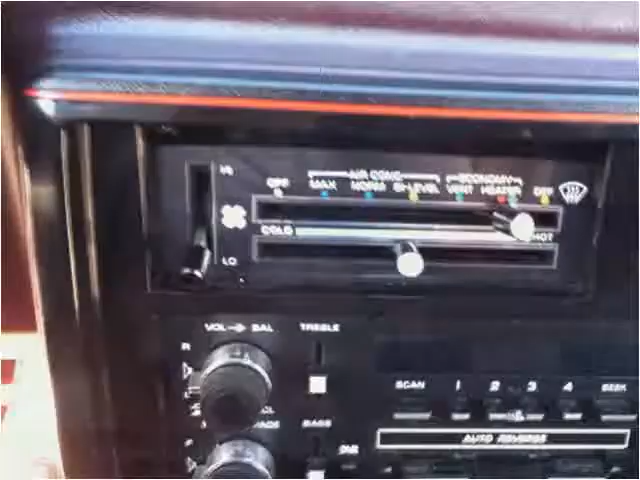 HI
AIR COND ECONOMY
OFF MAX NORM BI-LEVEL VENT HEATER DEF
COLD HOT
LO
VOL BAL TREBLE
R
L
SCAN 1 2 3 4 SEEK
BASS
F
AUTO REVERSE